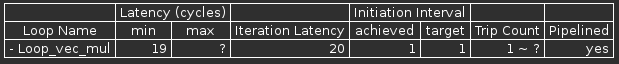 Latency (cycles) Initiation Interval
Loop Name min max Iteration Latency achieved target Trip Count Pipelined
- Loop_vec_mul 19 ? 20 1 1 1 ~ ? yes